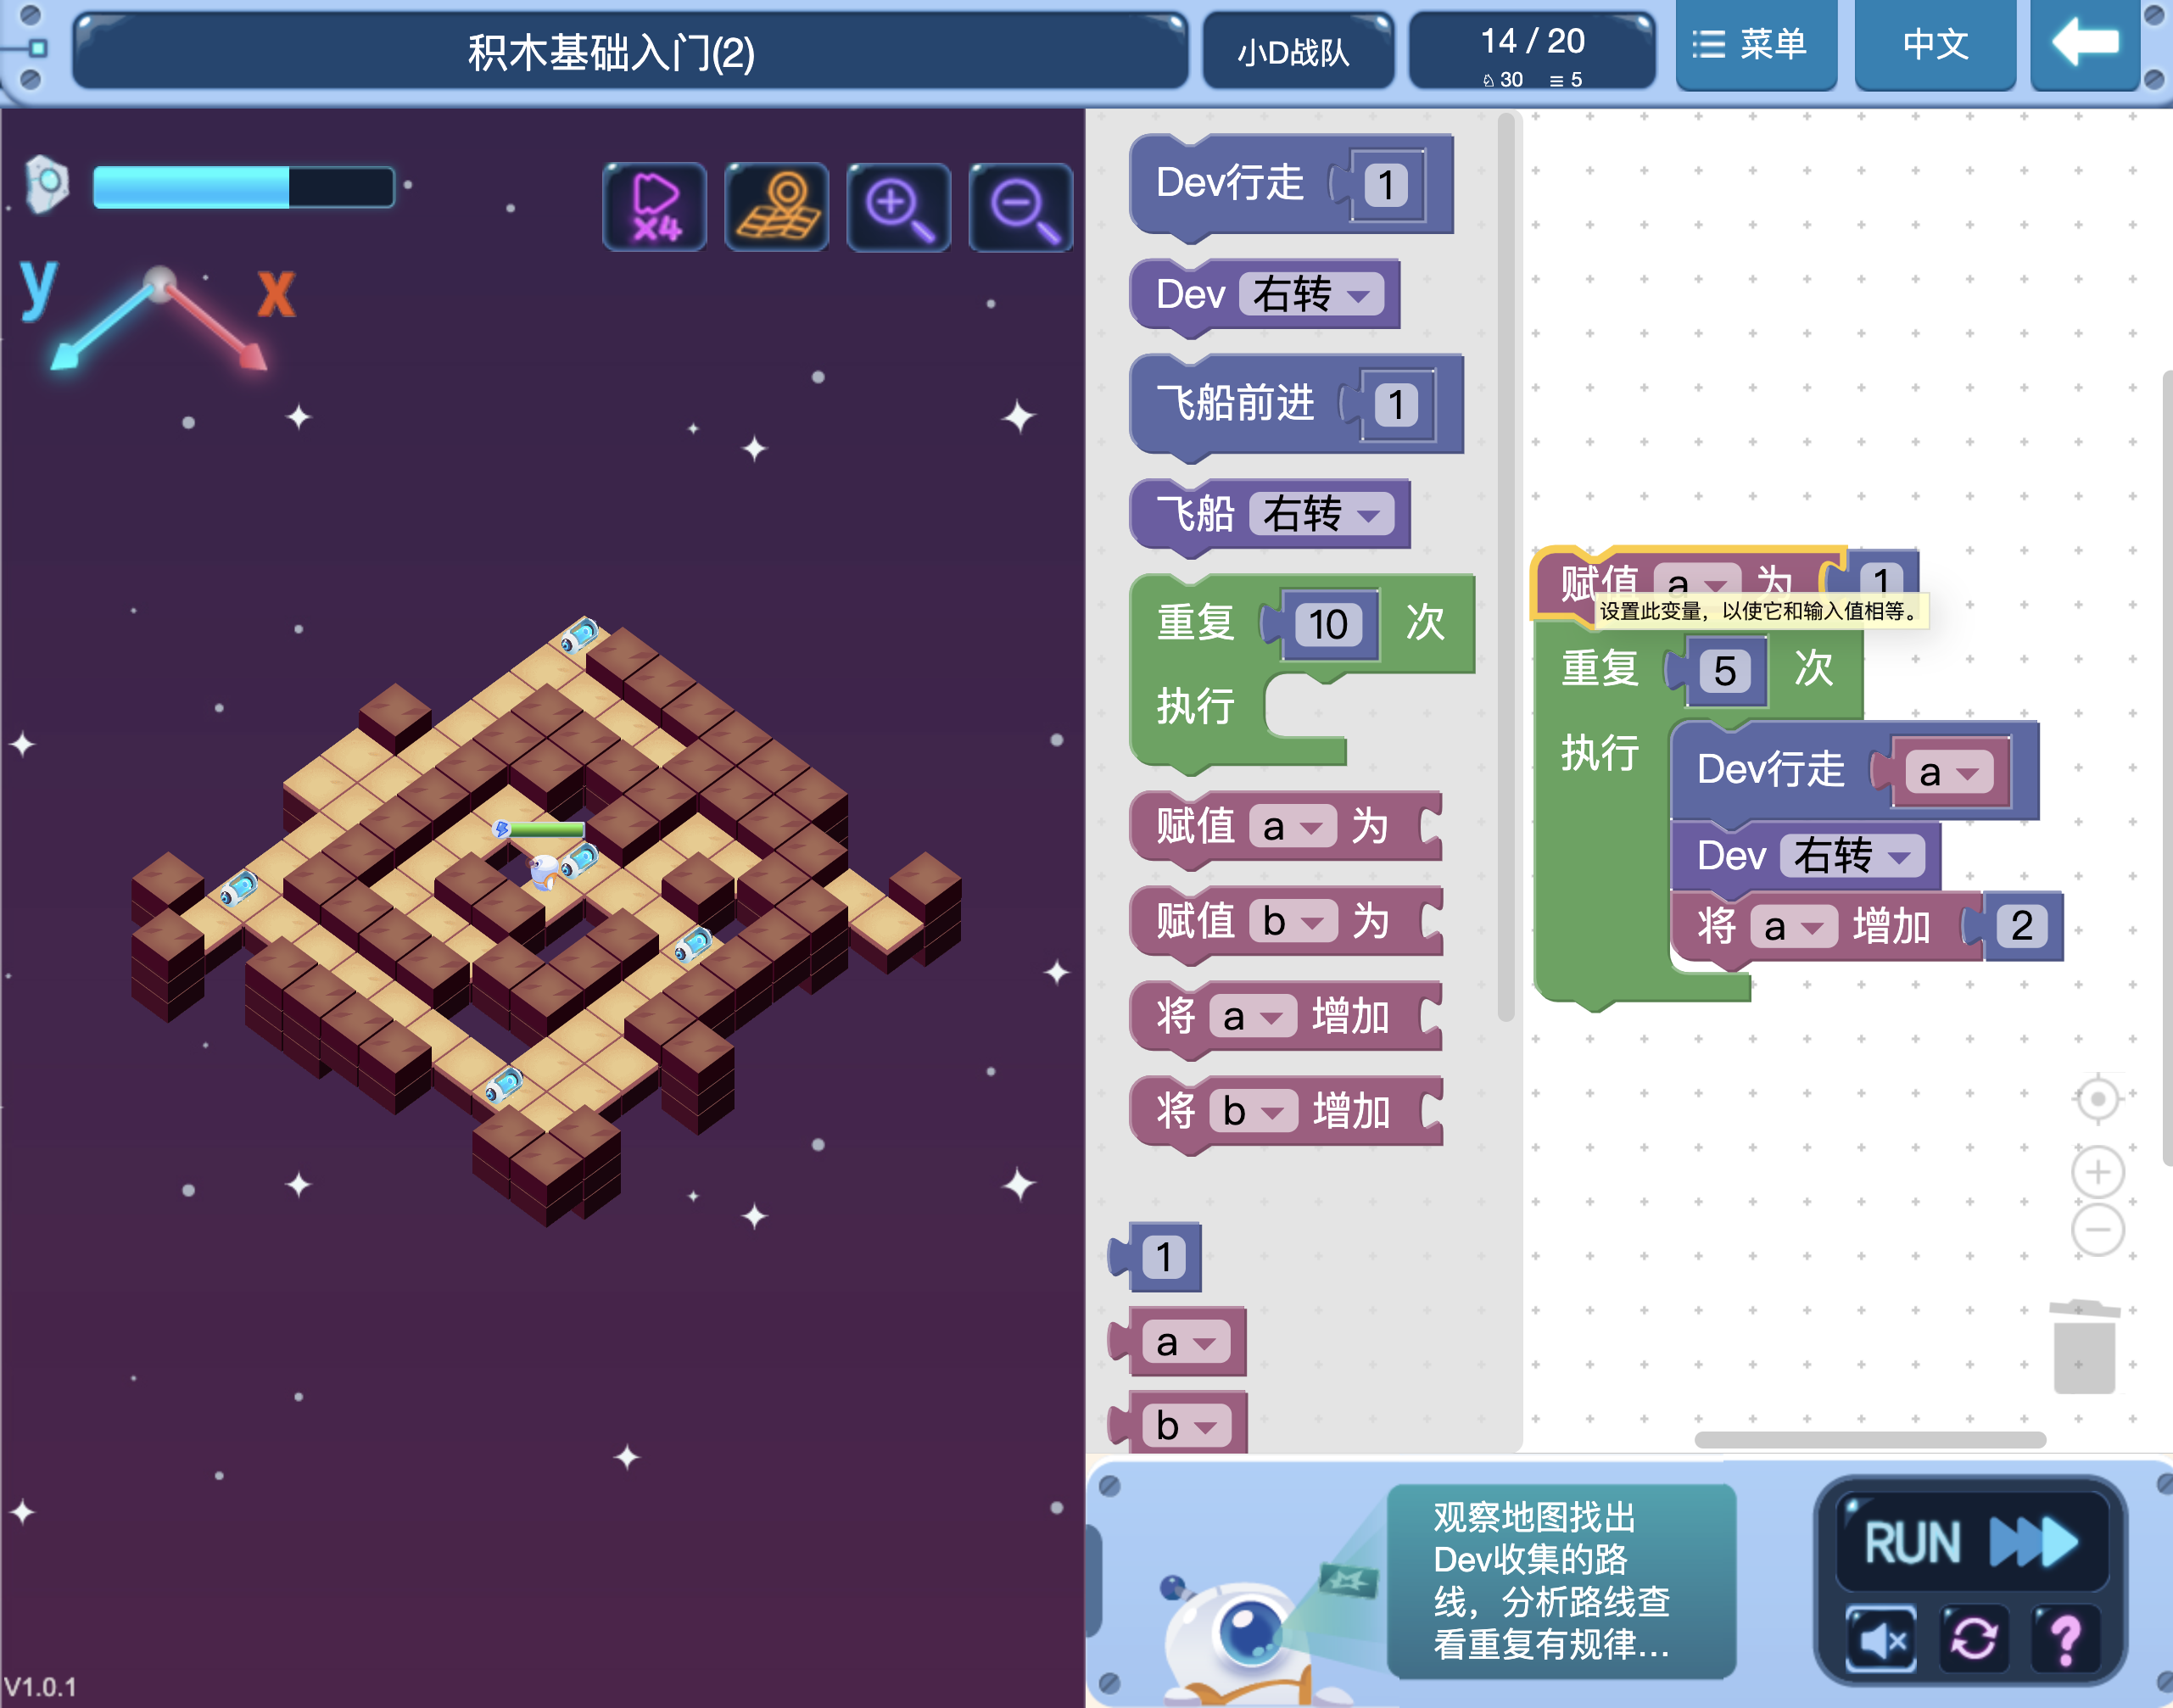 积木基础入门(2)
小D战队
14 / 20
30
5
菜单
中文
y
x
x4
Dev行走 1
Dev 右转
飞船前进 1
飞船 右转
重复 10 次
执行
赋值 a 为
赋值 b 为
将 a 增加
将 b 增加
1
a
b
赋值 a 为 1
设置此变量，以使它和输入值相等。
重复 5 次
执行
Dev行走 a
Dev 右转
将 a 增加 2
观察地图找出
Dev收集的路
线，分析路线查
看重复有规律...
RUN
?
V1.0.1